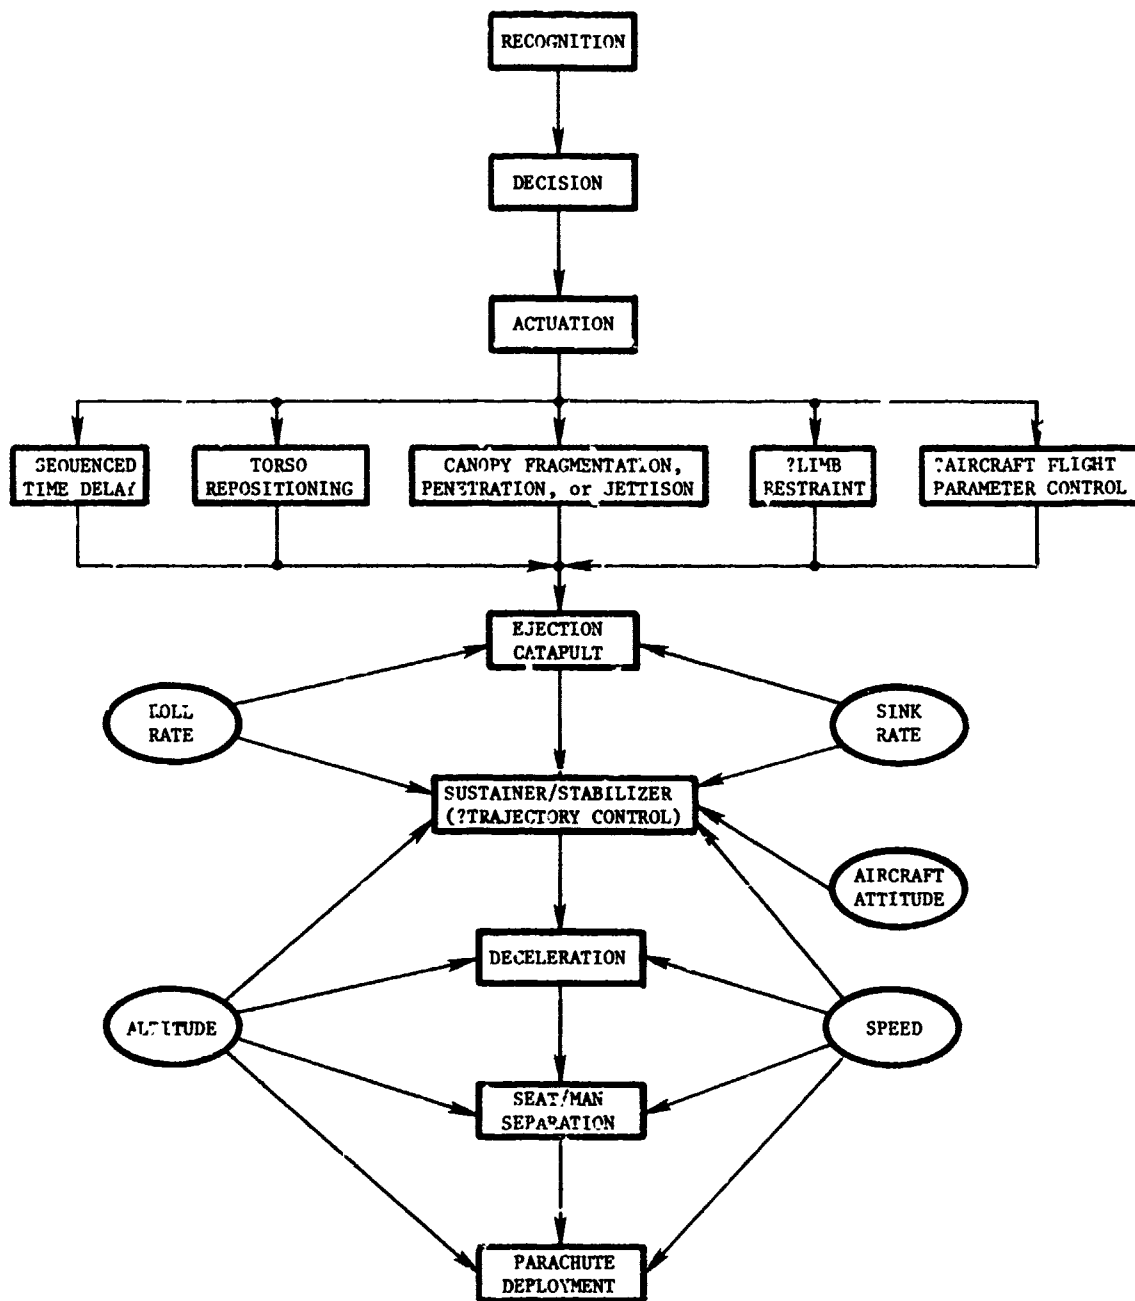 RECOGNITION
DECISION
ACTUATION
SEQUENCED
TIME DELAY
TORSO
REPOSITIONING
CANOPY FRAGMENTATION,
PENETRATION, or JETTISON
?LIMB
RESTRAINT
?AIRCRAFT FLIGHT
PARAMETER CONTROL
EJECTION
CATAPULT
ROLL
RATE
SINK
RATE
SUSTAINER/STABILIZER
(?TRAJECTORY CONTROL)
AIRCRAFT
ATTITUDE
DECELERATION
ALTITUDE
SPEED
SEAT/MAN
SEPARATION
PARACHUTE
DEPLOYMENT